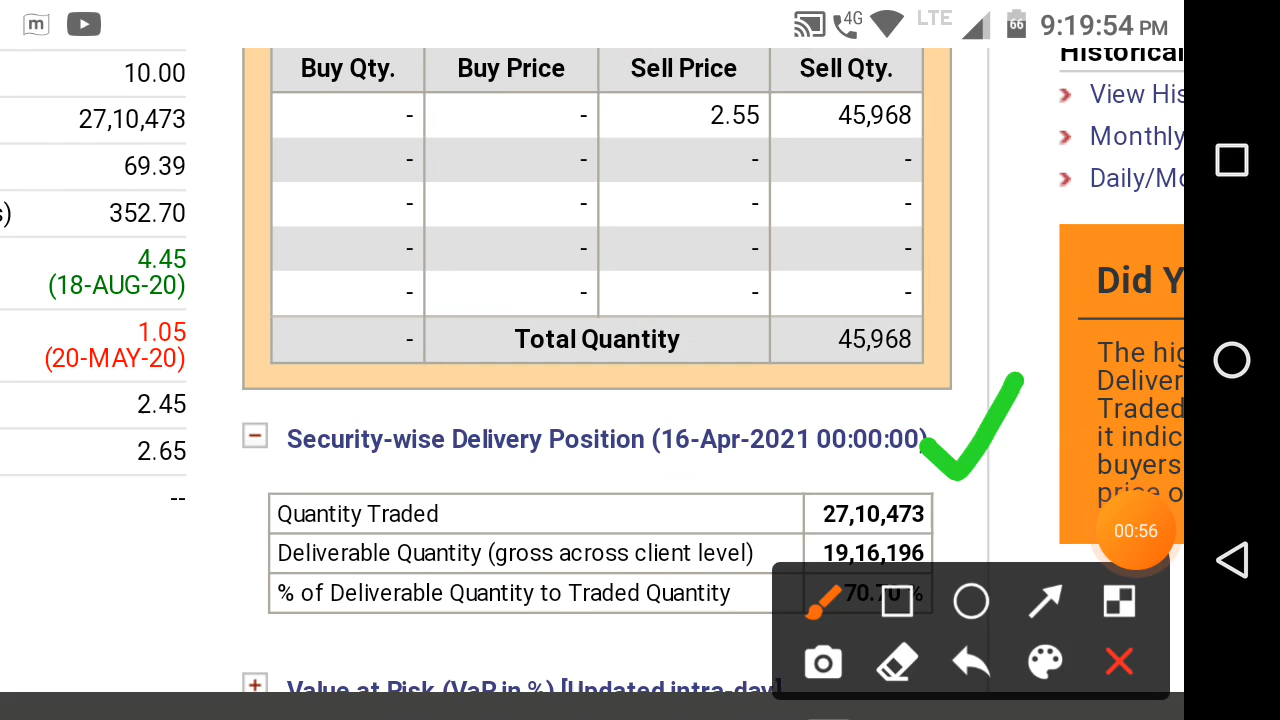 m
4G
LTE
66
9:19:54 PM
10.00
27,10,473
69.39
s) 352.70
4.45
(18-AUG-20)
1.05
(20-MAY-20)
2.45
2.65
--
Buy Qty. Buy Price Sell Price Sell Qty.
- - 2.55 45,968
- - - -
- - - -
- - - -
- - - -
- Total Quantity 45,968
Security-wise Delivery Position (16-Apr-2021 00:00:00)
Quantity Traded 27,10,473
Deliverable Quantity (gross across client level) 19,16,196
% of Deliverable Quantity to Traded Quantity
Value at Risk (VaR in %) [Updated intra-day]
Historical
View His
Monthly
Daily/Mo
Did Y
The hig
Deliver
Traded
it indic
buyers
price o
00:56